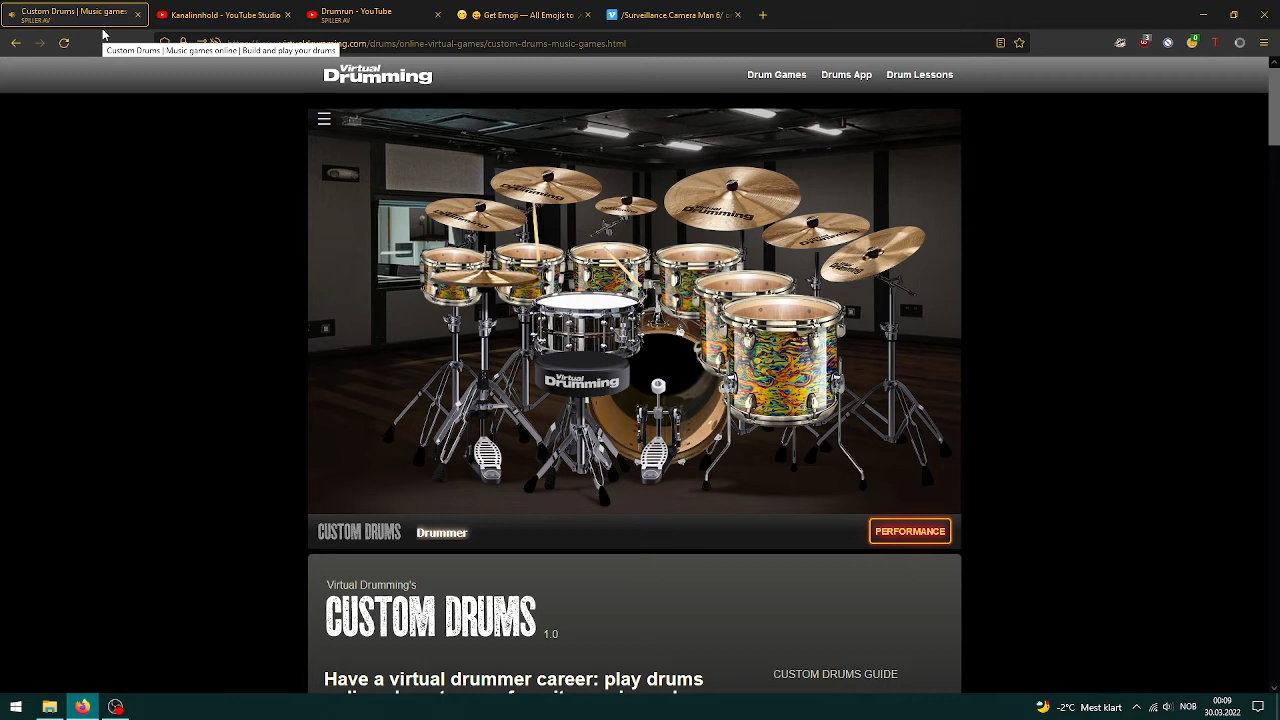 Custom Drums | Music games
SPILLER AV
Kanalinnhold - YouTube Studio
Drumrun - YouTube
SPILLER AV
Get Emoji — All Emojis to
/Surveillance Camera Man 6/
.com/drums/online-virtual-games/custom-drums-music-games.html
Custom Drums | Music games online | Build and play your drums
Virtual
Drumming
Drum Games
Drums App
Drum Lessons
Virtual
Drumming
CUSTOM DRUMS
Drummer
PERFORMANCE
Virtual Drumming's
CUSTOM DRUMS 1.0
Have a virtual drummer career: play drums
CUSTOM DRUMS GUIDE
-2°C Mest klart
NOB
00:09
30.03.2022